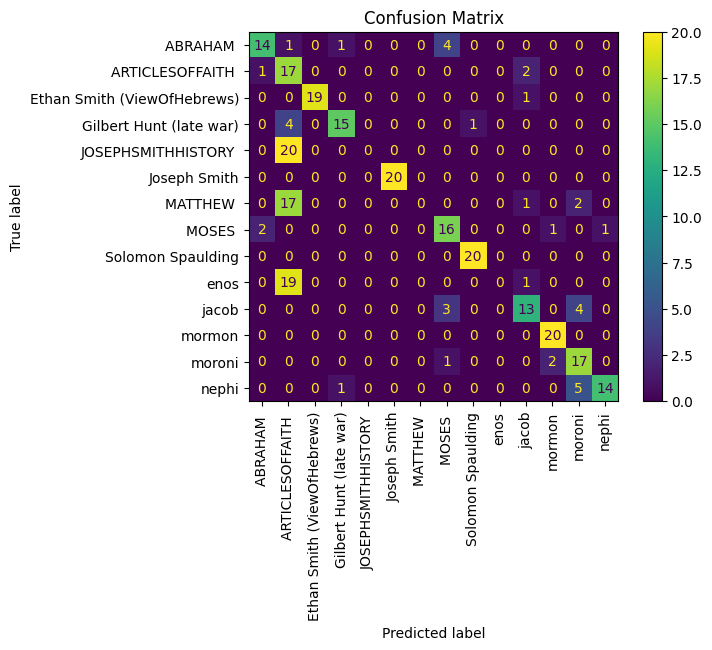 Confusion Matrix
ABRAHAM 14 1 0 1 0 0 0 4 0 0 0 0 0 0
ARTICLESOFFAITH 1 17 0 0 0 0 0 0 0 0 2 0 0 0
Ethan Smith (ViewOfHebrews) 0 0 19 0 0 0 0 0 0 0 1 0 0 0
Gilbert Hunt (late war) 0 4 0 15 0 0 0 0 1 0 0 0 0 0
JOSEPHSMITHHISTORY 0 20 0 0 0 0 0 0 0 0 0 0 0 0
Joseph Smith 0 0 0 0 0 20 0 0 0 0 0 0 0 0
MATTHEW 0 17 0 0 0 0 0 0 0 0 1 0 2 0
MOSES 2 0 0 0 0 0 0 16 0 0 0 1 0 1
Solomon Spaulding 0 0 0 0 0 0 0 0 20 0 0 0 0 0
enos 0 19 0 0 0 0 0 0 0 0 1 0 0 0
jacob 0 0 0 0 0 0 0 3 0 0 13 0 4 0
mormon 0 0 0 0 0 0 0 0 0 0 0 20 0 0
moroni 0 0 0 0 0 0 0 1 0 0 0 2 17 0
nephi 0 0 0 1 0 0 0 0 0 0 0 0 5 14
True label
ABRAHAM
ARTICLESOFFAITH
Ethan Smith (ViewOfHebrews)
Gilbert Hunt (late war)
JOSEPHSMITHHISTORY
Joseph Smith
MATTHEW
MOSES
Solomon Spaulding
enos
jacob
mormon
moroni
nephi
Predicted label
20.0
17.5
15.0
12.5
10.0
7.5
5.0
2.5
0.0